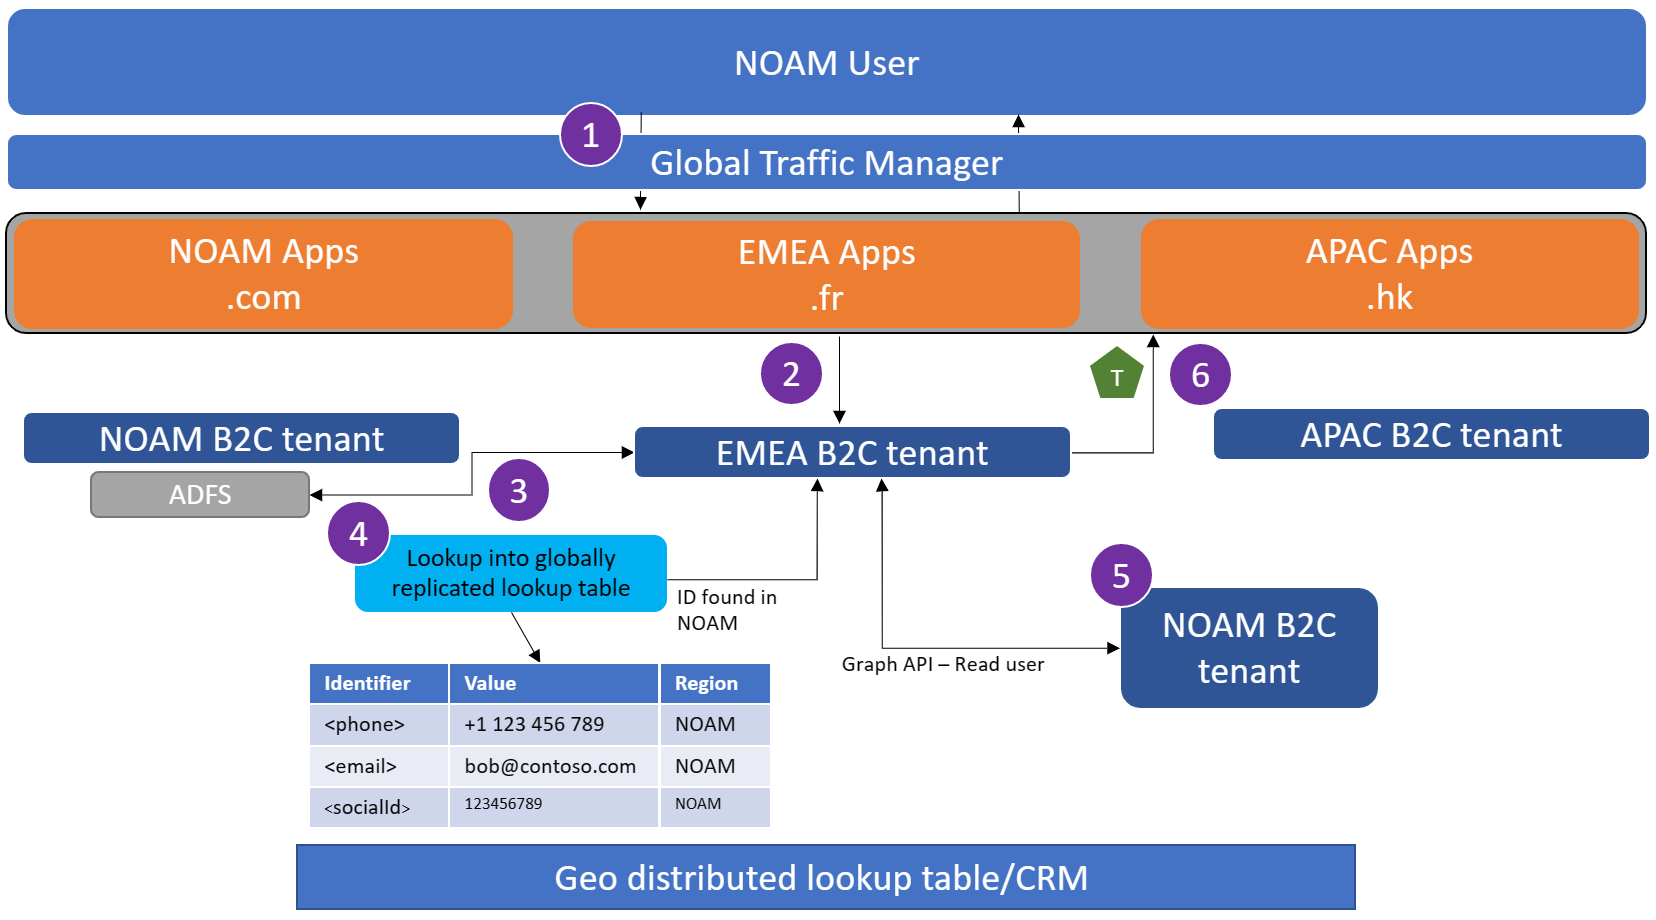 NOAM User
1
Global Traffic Manager
NOAM Apps
.com
EMEA Apps
.fr
APAC Apps
.hk
2
T
6
NOAM B2C tenant
EMEA B2C tenant
APAC B2C tenant
ADFS
3
4
Lookup into globally
replicated lookup table
ID found in
NOAM
5
NOAM B2C
tenant
Graph API – Read user
Identifier Value Region
<phone> +1 123 456 789 NOAM
<email> bob@contoso.com NOAM
<socialId> 123456789 NOAM
Geo distributed lookup table/CRM